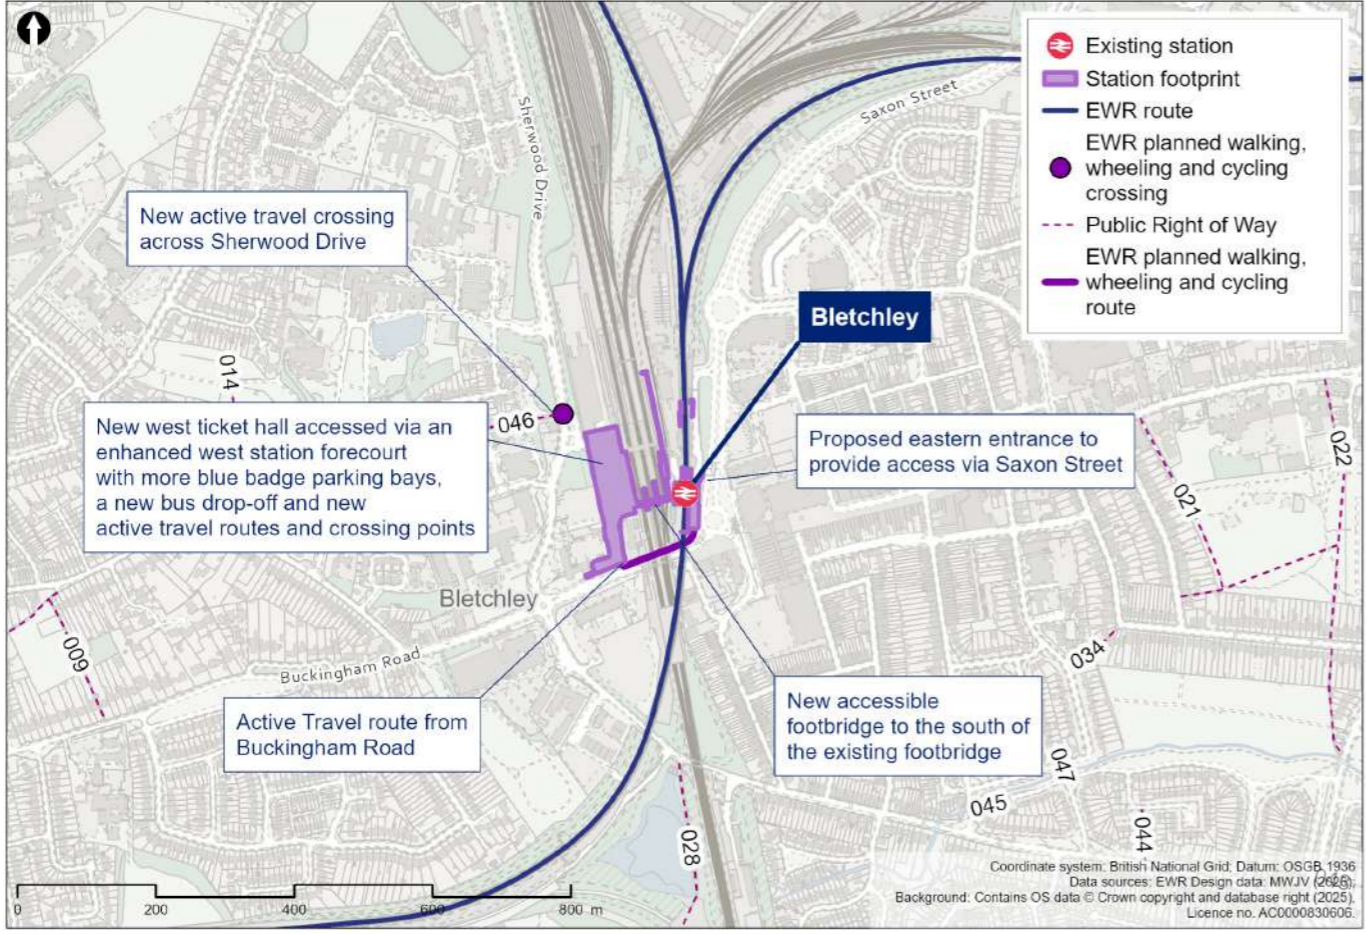 Existing station
Station footprint
EWR route
EWR planned walking,
wheeling and cycling
crossing
Public Right of Way
EWR planned walking,
wheeling and cycling
route
Saxon Street
Sherwood Drive
New active travel crossing
across Sherwood Drive
Bletchley
014
046
New west ticket hall accessed via an
enhanced west station forecourt
with more blue badge parking bays,
a new bus drop-off and new
active travel routes and crossing points
Proposed eastern entrance to
provide access via Saxon Street
022
021
Bletchley
009
Buckingham Road
034
Active Travel route from
Buckingham Road
New accessible
footbridge to the south of
the existing footbridge
047
045
044
028
Coordinate system: British National Grid; Datum: OSGB 1936
Data sources: EWR Design data: MWJV (2025);
Background: Contains OS data © Crown copyright and database right (2025),
Licence no. AC0000830606.
0 200 400 600 800 m